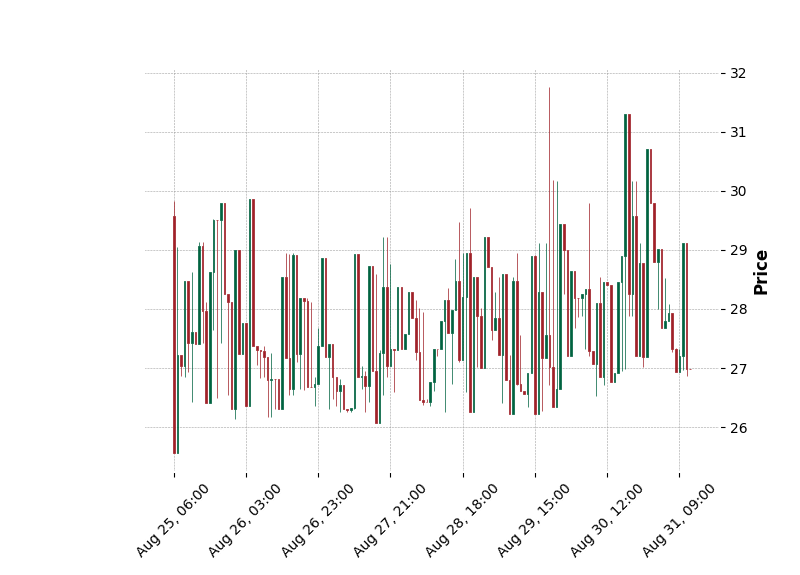 32
31
30
29
28
27
26
Price
Aug 25, 06:00
Aug 26, 03:00
Aug 26, 23:00
Aug 27, 21:00
Aug 28, 18:00
Aug 29, 15:00
Aug 30, 12:00
Aug 31, 09:00